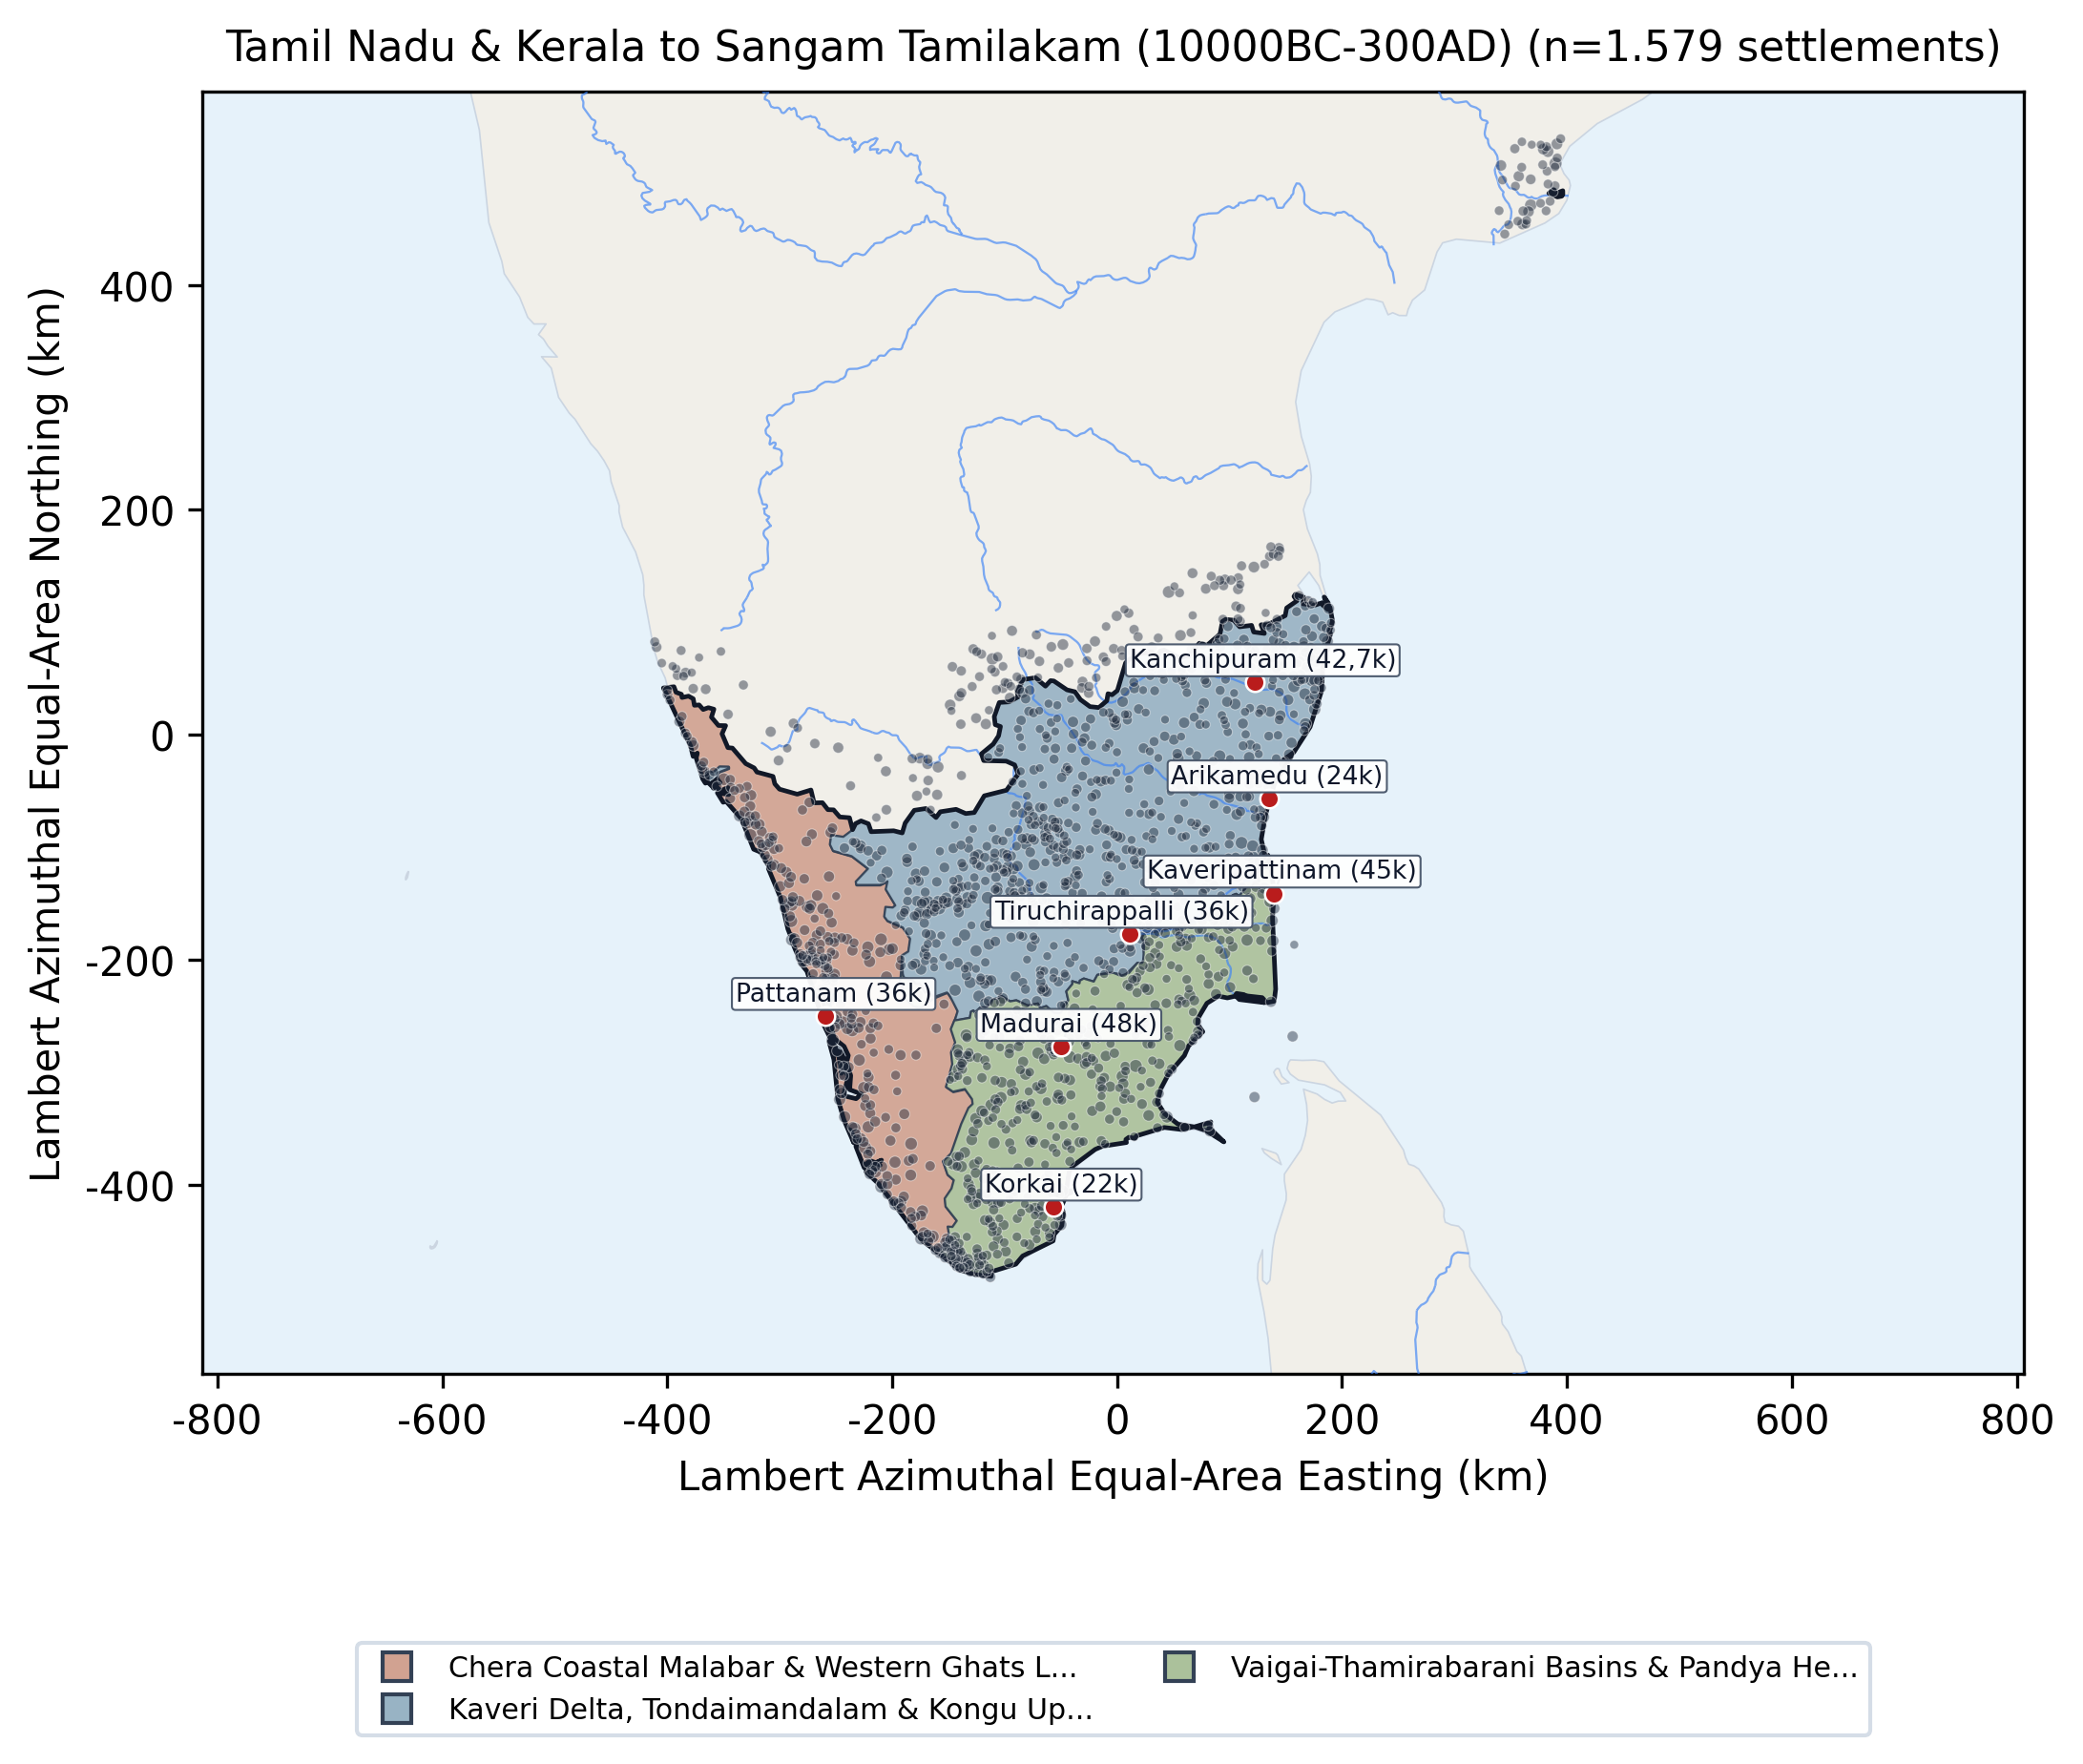 Tamil Nadu & Kerala to Sangam Tamilakam (10000BC-300AD) (n=1.579 settlements)
Lambert Azimuthal Equal-Area Northing (km)
400
200
0
-200
-400
Kanchipuram (42,7k)
Arikamedu (24k)
Kaveripattinam (45k)
Tiruchirappalli (36k)
Pattanam (36k)
Madurai (48k)
Korkai (22k)
-800 -600 -400 -200 0 200 400 600 800
Lambert Azimuthal Equal-Area Easting (km)
Chera Coastal Malabar & Western Ghats L...
Kaveri Delta, Tondaimandalam & Kongu Up...
Vaigai-Thamirabarani Basins & Pandya He...